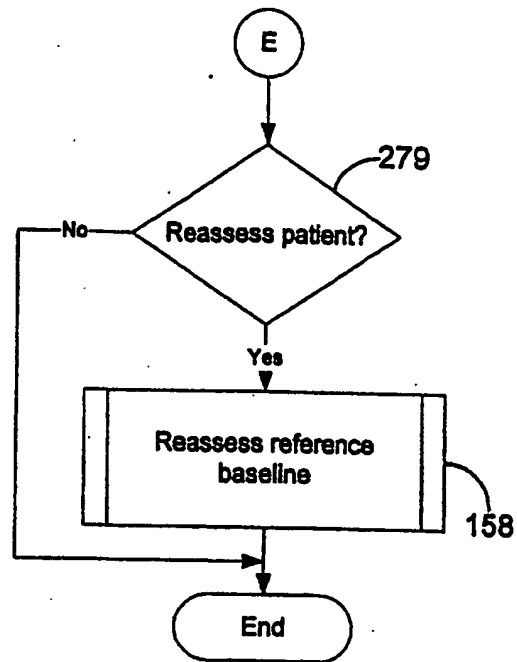 E
279
Reassess patient?
No
Yes
Reassess reference
baseline
158
End